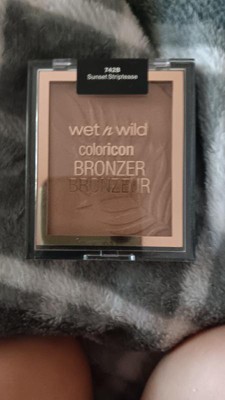 742B
Sunset Striptease
wet n wild
coloricon
BRONZER
BRONZEUR